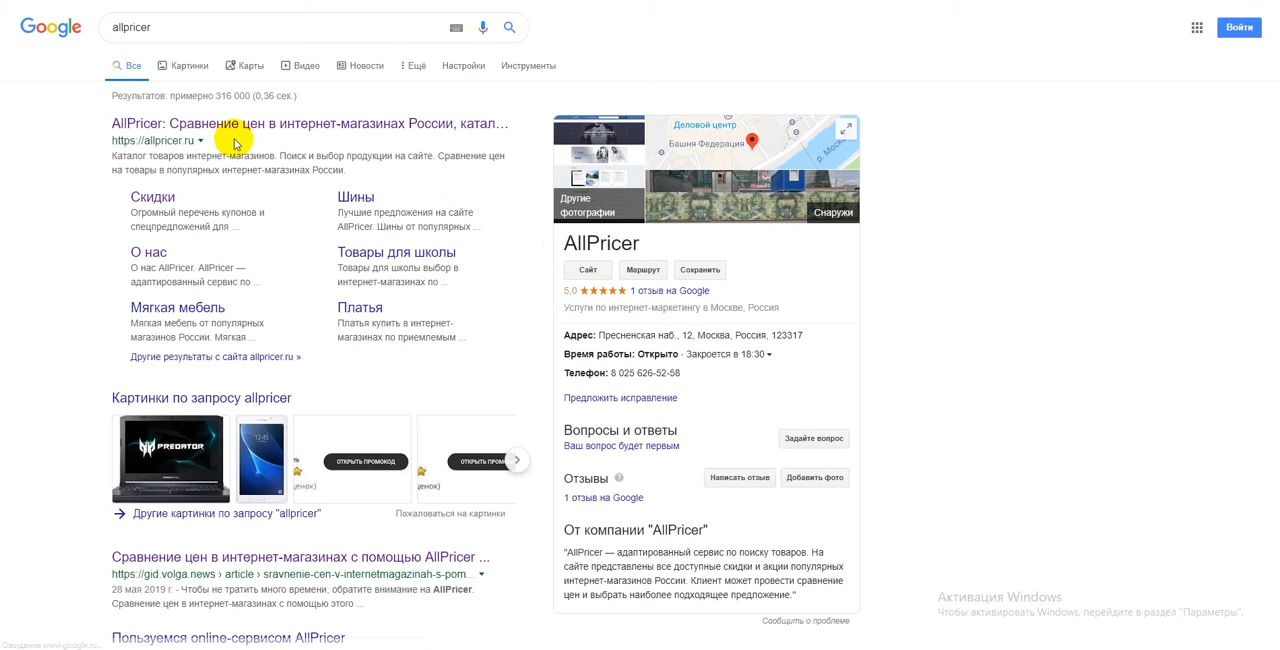 Google
allpricer
Войти
Все Картинки Карты Видео Новости Ещё Настройки Инструменты
Результатов: примерно 316 000 (0,36 сек.)
AllPricer: Сравнение цен в интернет-магазинах России, катал...
https://allpricer.ru
Каталог товаров интернет-магазинов. Поиск и выбор продукции на сайте. Сравнение цен
на товары в популярных интернет-магазинах России.
Скидки
Огромный перечень купонов и
спецпредложений для ...
Шины
Лучшие предложения на сайте
AllPricer. Шины от популярных ...
О нас
О нас AllPricer. AllPricer —
адаптированный сервис по ...
Товары для школы
Товары для школы выбор в
интернет-магазинах по ...
Мягкая мебель
Мягкая мебель от популярных
магазинов России. Мягкая ...
Платья
Платья купить в интернет-
магазинах по приемлемым ...
Другие результаты с сайта allpricer.ru »
Картинки по запросу allpricer
PREDATOR
12:45
ОТКРЫТЬ ПРОМОКОД
ОТКРЫТЬ ПРОМ
енок)
ценок)
Другие картинки по запросу "allpricer"
Пожаловаться на картинки
Сравнение цен в интернет-магазинах с помощью AllPricer ...
https://gid.volga.news › article › sravnenie-cen-v-internetmagazinah-s-pom...
28 мая 2019 г. - Чтобы не тратить много времени, обратите внимание на AllPricer.
Сравнение цен в интернет-магазинах с помощью этого ...
Пользуемся online-сервисом AllPricer
Ожидание www.google.ru...
Другие
фотографии
Деловой центр
Башня Федерация
р. Моск
Снаружи
AllPricer
Сайт Маршрут Сохранить
5,0 1 отзыв на Google
Услуги по интернет-маркетингу в Москве, Россия
Адрес: Пресненская наб., 12, Москва, Россия, 123317
Время работы: Открыто · Закроется в 18:30
Телефон: 8 025 626-52-58
Предложить исправление
Вопросы и ответы
Ваш вопрос будет первым
Задайте вопрос
Отзывы
Написать отзыв Добавить фото
1 отзыв на Google
От компании "AllPricer"
"AllPricer — адаптированный сервис по поиску товаров. На
сайте представлены все доступные скидки и акции популярных
интернет-магазинов России. Клиент может провести сравнение
цен и выбрать наиболее подходящее предложение."
Сообщить о проблеме
Активация Windows
Чтобы активировать Windows, перейдите в раздел "Параметры".